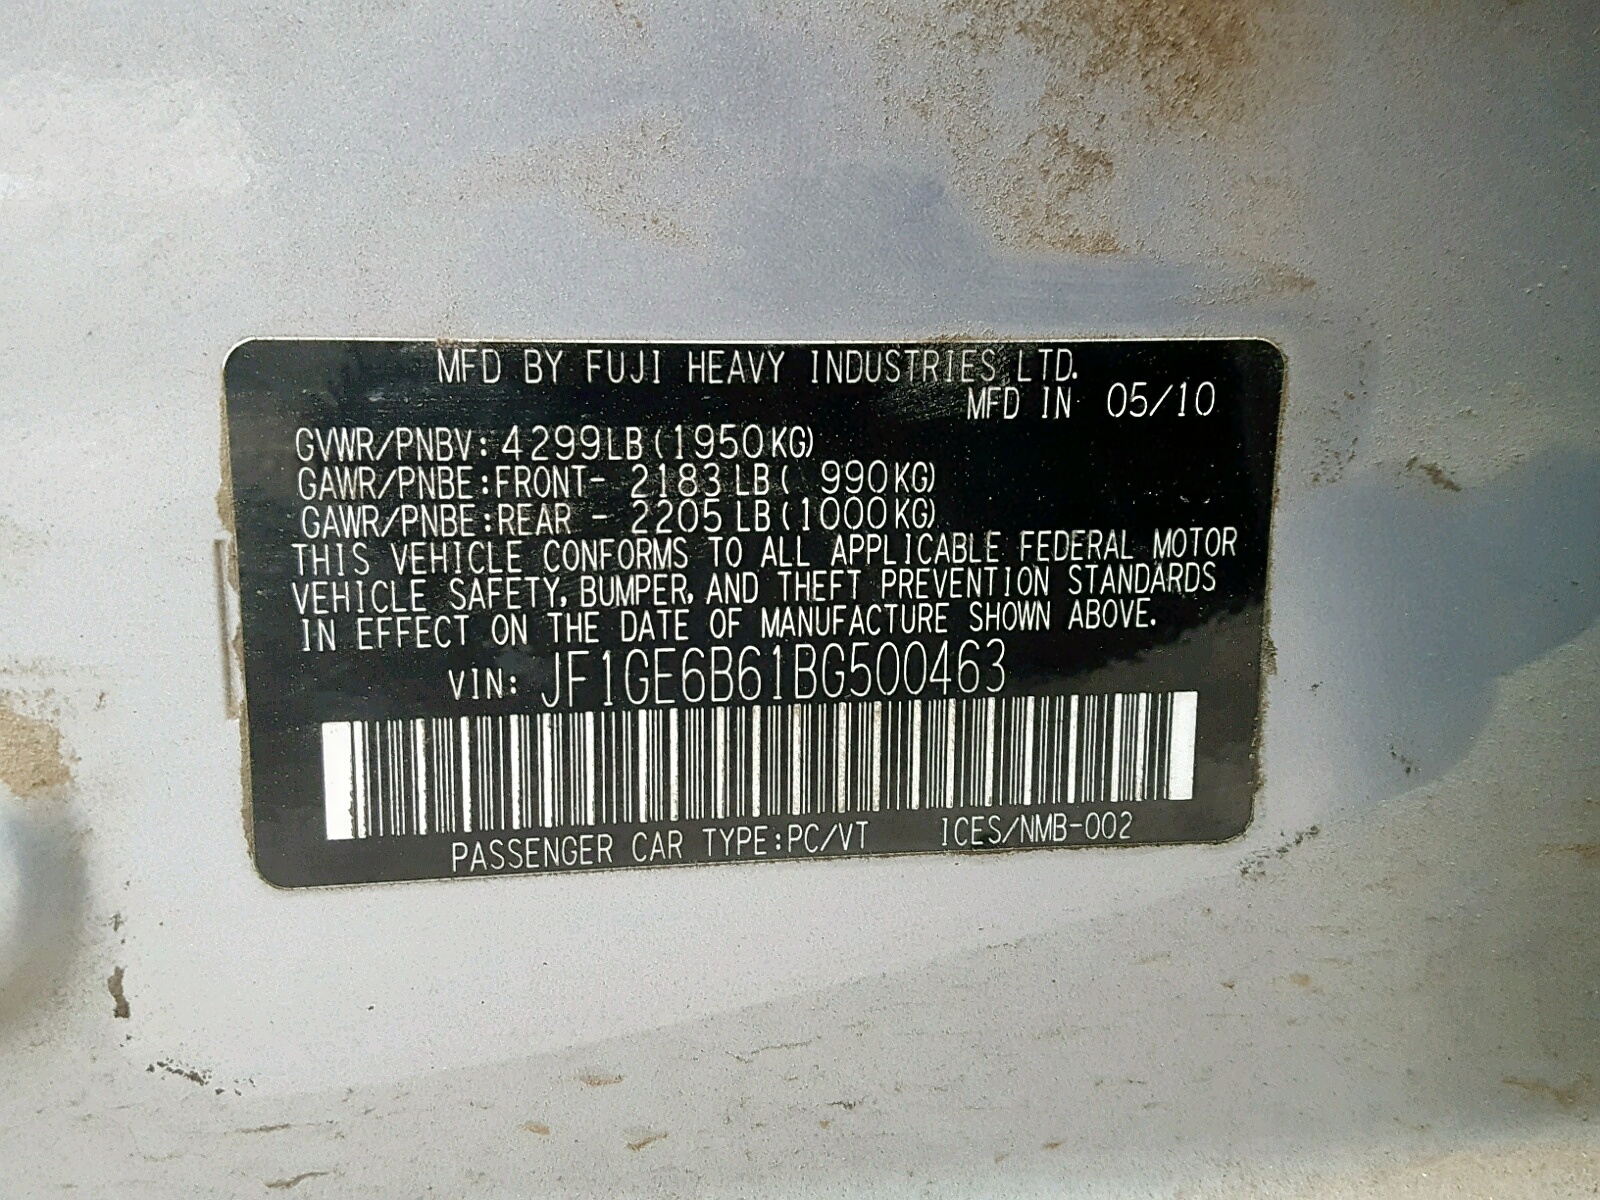 MFD BY FUJI HEAVY INDUSTRIES LTD.
MFD IN 05/10
GVWR/PNBV: 4299LB (1950KG)
GAWR/PNBE:FRONT- 2183 LB ( 990KG)
GAWR/PNBE:REAR - 2205 LB (1000KG)
THIS VEHICLE CONFORMS TO ALL APPLICABLE FEDERAL MOTOR
VEHICLE SAFETY, BUMPER, AND THEFT PREVENTION STANDARDS
IN EFFECT ON THE DATE OF MANUFACTURE SHOWN ABOVE.
VIN: JF1GE6B61BG500463
PASSENGER CAR TYPE:PC/VT ICES/NMB-002